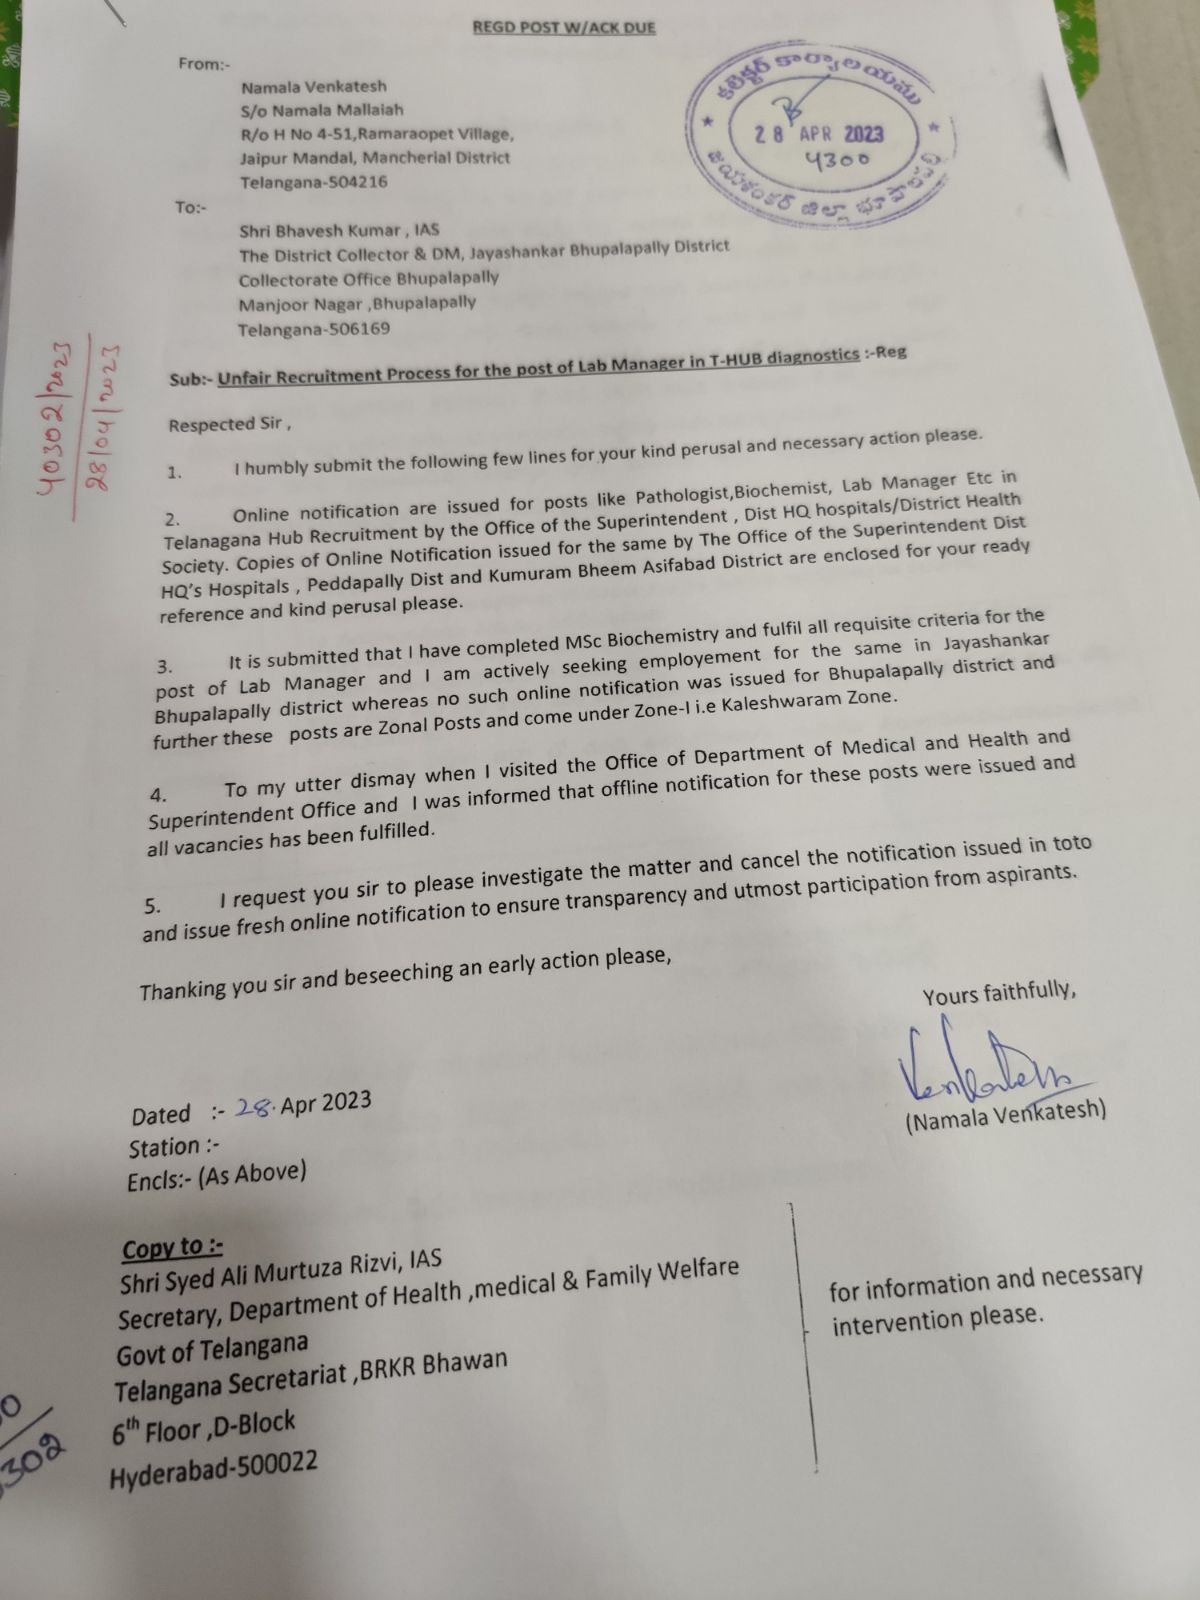 REGD POST W/ACK DUE
From:-
Namala Venkatesh
S/o Namala Mallaiah
R/o H No 4-51,Ramaraopet Village,
Jaipur Mandal, Mancherial District
Telangana-504216
కలెక్టర్ కార్యాలయము
28 APR 2023
4300
జయశంకర్ జిల్లా భూపాలపల్లి
To:-
Shri Bhavesh Kumar , IAS
The District Collector & DM, Jayashankar Bhupalapally District
Collectorate Office Bhupalapally
Manjoor Nagar ,Bhupalapally
Telangana-506169
40302/2023
28/04/2023
Sub:- Unfair Recruitment Process for the post of Lab Manager in T-HUB diagnostics :-Reg
Respected Sir ,
1. I humbly submit the following few lines for your kind perusal and necessary action please.
2. Online notification are issued for posts like Pathologist,Biochemist, Lab Manager Etc in
Telanagana Hub Recruitment by the Office of the Superintendent , Dist HQ hospitals/District Health
Society. Copies of Online Notification issued for the same by The Office of the Superintendent Dist
HQ's Hospitals , Peddapally Dist and Kumuram Bheem Asifabad District are enclosed for your ready
reference and kind perusal please.
3. It is submitted that I have completed MSc Biochemistry and fulfil all requisite criteria for the
post of Lab Manager and I am actively seeking employement for the same in Jayashankar
Bhupalapally district whereas no such online notification was issued for Bhupalapally district and
further these posts are Zonal Posts and come under Zone-I i.e Kaleshwaram Zone.
4. To my utter dismay when I visited the Office of Department of Medical and Health and
Superintendent Office and I was informed that offline notification for these posts were issued and
all vacancies has been fulfilled.
5. I request you sir to please investigate the matter and cancel the notification issued in toto
and issue fresh online notification to ensure transparency and utmost participation from aspirants.
Thanking you sir and beseeching an early action please,
Yours faithfully,
Venkatesh
(Namala Venkatesh)
Dated :- 28. Apr 2023
Station :-
Encls:- (As Above)
Copy to :-
Shri Syed Ali Murtuza Rizvi, IAS
Secretary, Department of Health ,medical & Family Welfare
Govt of Telangana
Telangana Secretariat ,BRKR Bhawan
6th Floor ,D-Block
Hyderabad-500022
for information and necessary
intervention please.